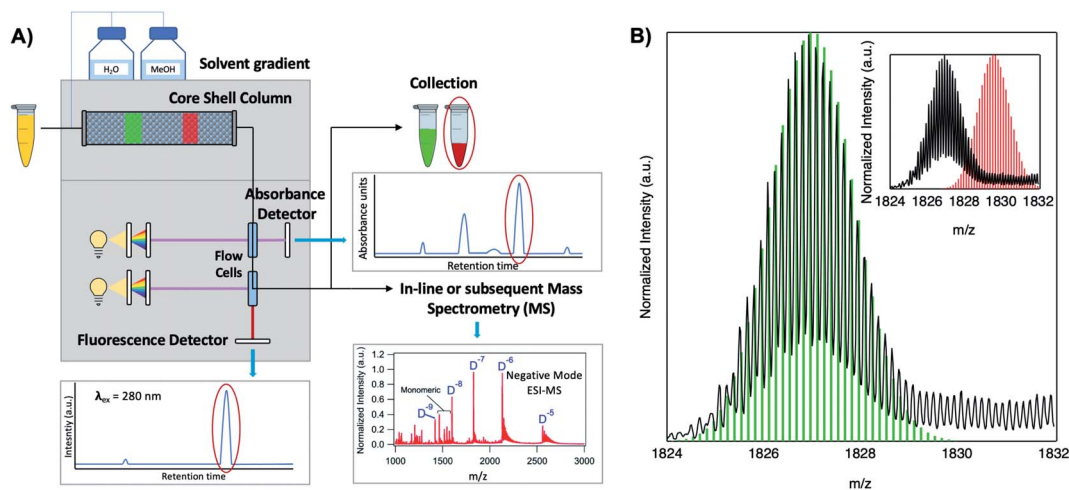 A)
H₂O
MeOH
Solvent gradient
Core Shell Column
Collection
Absorbance
Detector
Absorbance units
Retention time
Flow
Cells
In-line or subsequent Mass
Spectrometry (MS)
Fluorescence Detector
λex = 280 nm
Intesntiy (a.u.)
Retention time
Normalized Intensity (a.u.)
1.2
1.0
0.8
0.6
0.4
0.2
0.0
D⁻⁹
Monomeric
D⁻⁸
D⁻⁷
D⁻⁶
D⁻⁵
Negative Mode
ESI-MS
1000 1500 2000 2500 3000
m/z
B)
Normalized Intensity (a.u.)
1824 1826 1828 1830 1832
m/z
Normalized Intensity (a.u.)
1824 1826 1828 1830 1832
m/z